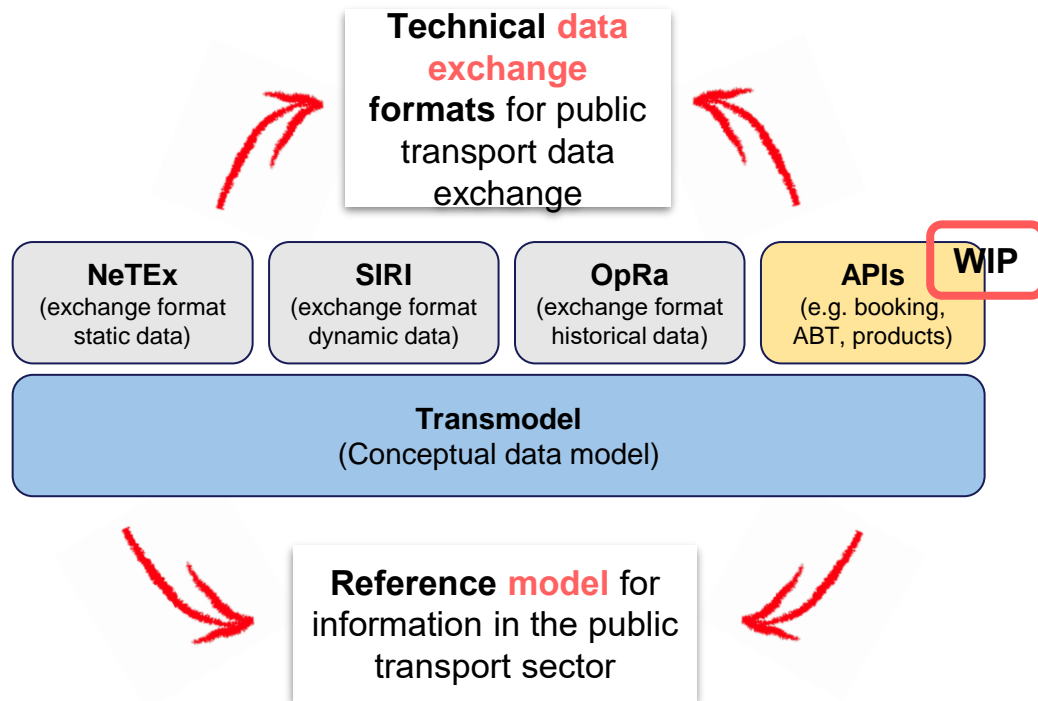 Technical data
exchange
formats for public
transport data
exchange
NeTEx
(exchange format
static data)
SIRI
(exchange format
dynamic data)
OpRa
(exchange format
historical data)
APIs
(e.g. booking,
ABT, products)
WIP
Transmodel
(Conceptual data model)
Reference model for
information in the public
transport sector